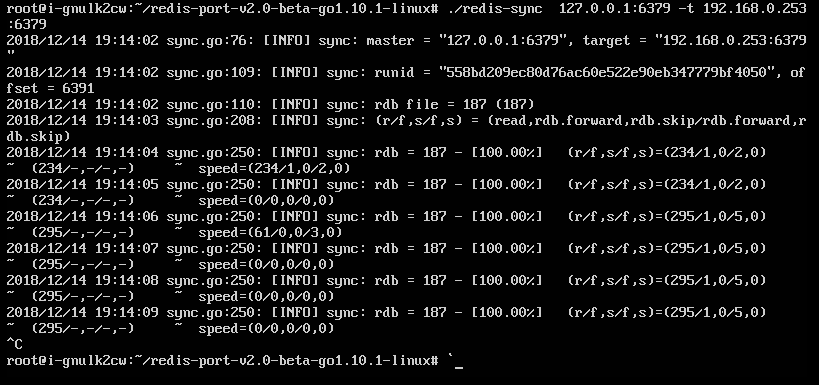 root@i-gnulk2cw:~/redis-port-v2.0-beta-go1.10.1-linux# ./redis-sync  127.0.0.1:6379 -t 192.168.0.253
:6379
2018/12/14 19:14:02 sync.go:76: [INFO] sync: master = "127.0.0.1:6379", target = "192.168.0.253:6379
"
2018/12/14 19:14:02 sync.go:109: [INFO] sync: runid = "558bd209ec80d76ac60e522e90eb347779bf4050", of
fset = 6391
2018/12/14 19:14:02 sync.go:110: [INFO] sync: rdb file = 187 (187)
2018/12/14 19:14:03 sync.go:208: [INFO] sync: (r/f,s/f,s) = (read,rdb.forward,rdb.skip/rdb.forward,r
db.skip)
2018/12/14 19:14:04 sync.go:250: [INFO] sync: rdb = 187 - [100.00%]   (r/f,s/f,s)=(234/1,0/2,0)
~  (234/-,-/-,-)     ~  speed=(234/1,0/2,0)
2018/12/14 19:14:05 sync.go:250: [INFO] sync: rdb = 187 - [100.00%]   (r/f,s/f,s)=(234/1,0/2,0)
~  (234/-,-/-,-)     ~  speed=(0/0,0/0,0)
2018/12/14 19:14:06 sync.go:250: [INFO] sync: rdb = 187 - [100.00%]   (r/f,s/f,s)=(295/1,0/5,0)
~  (295/-,-/-,-)     ~  speed=(61/0,0/3,0)
2018/12/14 19:14:07 sync.go:250: [INFO] sync: rdb = 187 - [100.00%]   (r/f,s/f,s)=(295/1,0/5,0)
~  (295/-,-/-,-)     ~  speed=(0/0,0/0,0)
2018/12/14 19:14:08 sync.go:250: [INFO] sync: rdb = 187 - [100.00%]   (r/f,s/f,s)=(295/1,0/5,0)
~  (295/-,-/-,-)     ~  speed=(0/0,0/0,0)
2018/12/14 19:14:09 sync.go:250: [INFO] sync: rdb = 187 - [100.00%]   (r/f,s/f,s)=(295/1,0/5,0)
~  (295/-,-/-,-)     ~  speed=(0/0,0/0,0)
^C
root@i-gnulk2cw:~/redis-port-v2.0-beta-go1.10.1-linux# `_